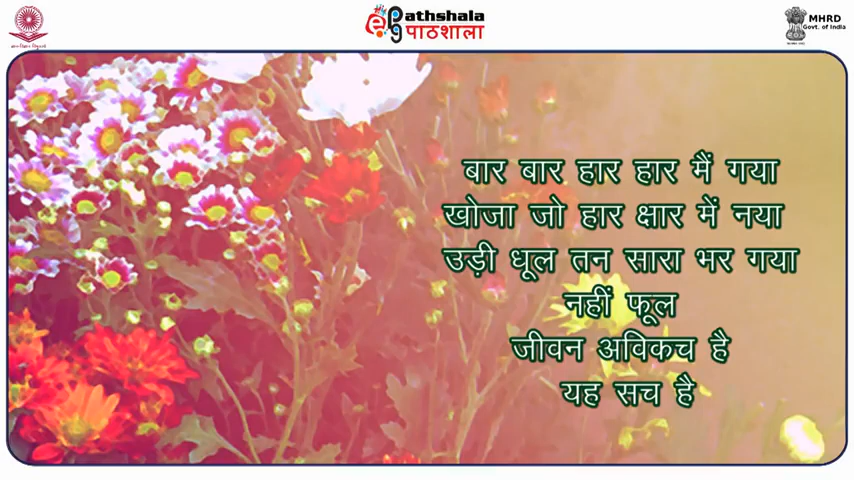 ePathshala
पाठशाला
MHRD
Govt. of India
बार बार हार हार मैं गया
खोजा जो हार क्षार में नया
उड़ी धूल तन सारा भर गया
नहीं फूल
जीवन अविकच है
यह सच है